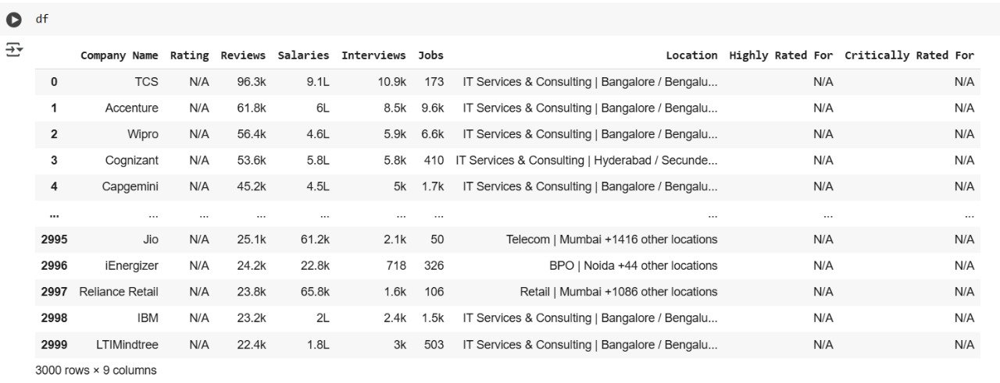 df
Company Name Rating Reviews Salaries Interviews Jobs Location Highly Rated For Critically Rated For
0 TCS N/A 96.3k 9.1L 10.9k 173 IT Services & Consulting | Bangalore / Bengalu... N/A N/A
1 Accenture N/A 61.8k 6L 8.5k 9.6k IT Services & Consulting | Bangalore / Bengalu... N/A N/A
2 Wipro N/A 56.4k 4.6L 5.9k 6.6k IT Services & Consulting | Bangalore / Bengalu... N/A N/A
3 Cognizant N/A 53.6k 5.8L 5.8k 410 IT Services & Consulting | Hyderabad / Secunde... N/A N/A
4 Capgemini N/A 45.2k 4.5L 5k 1.7k IT Services & Consulting | Bangalore / Bengalu... N/A N/A
... ... ... ... ... ... ... ... ... ...
2995 Jio N/A 25.1k 61.2k 2.1k 50 Telecom | Mumbai +1416 other locations N/A N/A
2996 iEnergizer N/A 24.2k 22.8k 718 326 BPO | Noida +44 other locations N/A N/A
2997 Reliance Retail N/A 23.8k 65.8k 1.6k 106 Retail | Mumbai +1086 other locations N/A N/A
2998 IBM N/A 23.2k 2L 2.4k 1.5k IT Services & Consulting | Bangalore / Bengalu... N/A N/A
2999 LTIMindtree N/A 22.4k 1.8L 3k 503 IT Services & Consulting | Bangalore / Bengalu... N/A N/A
3000 rows × 9 columns